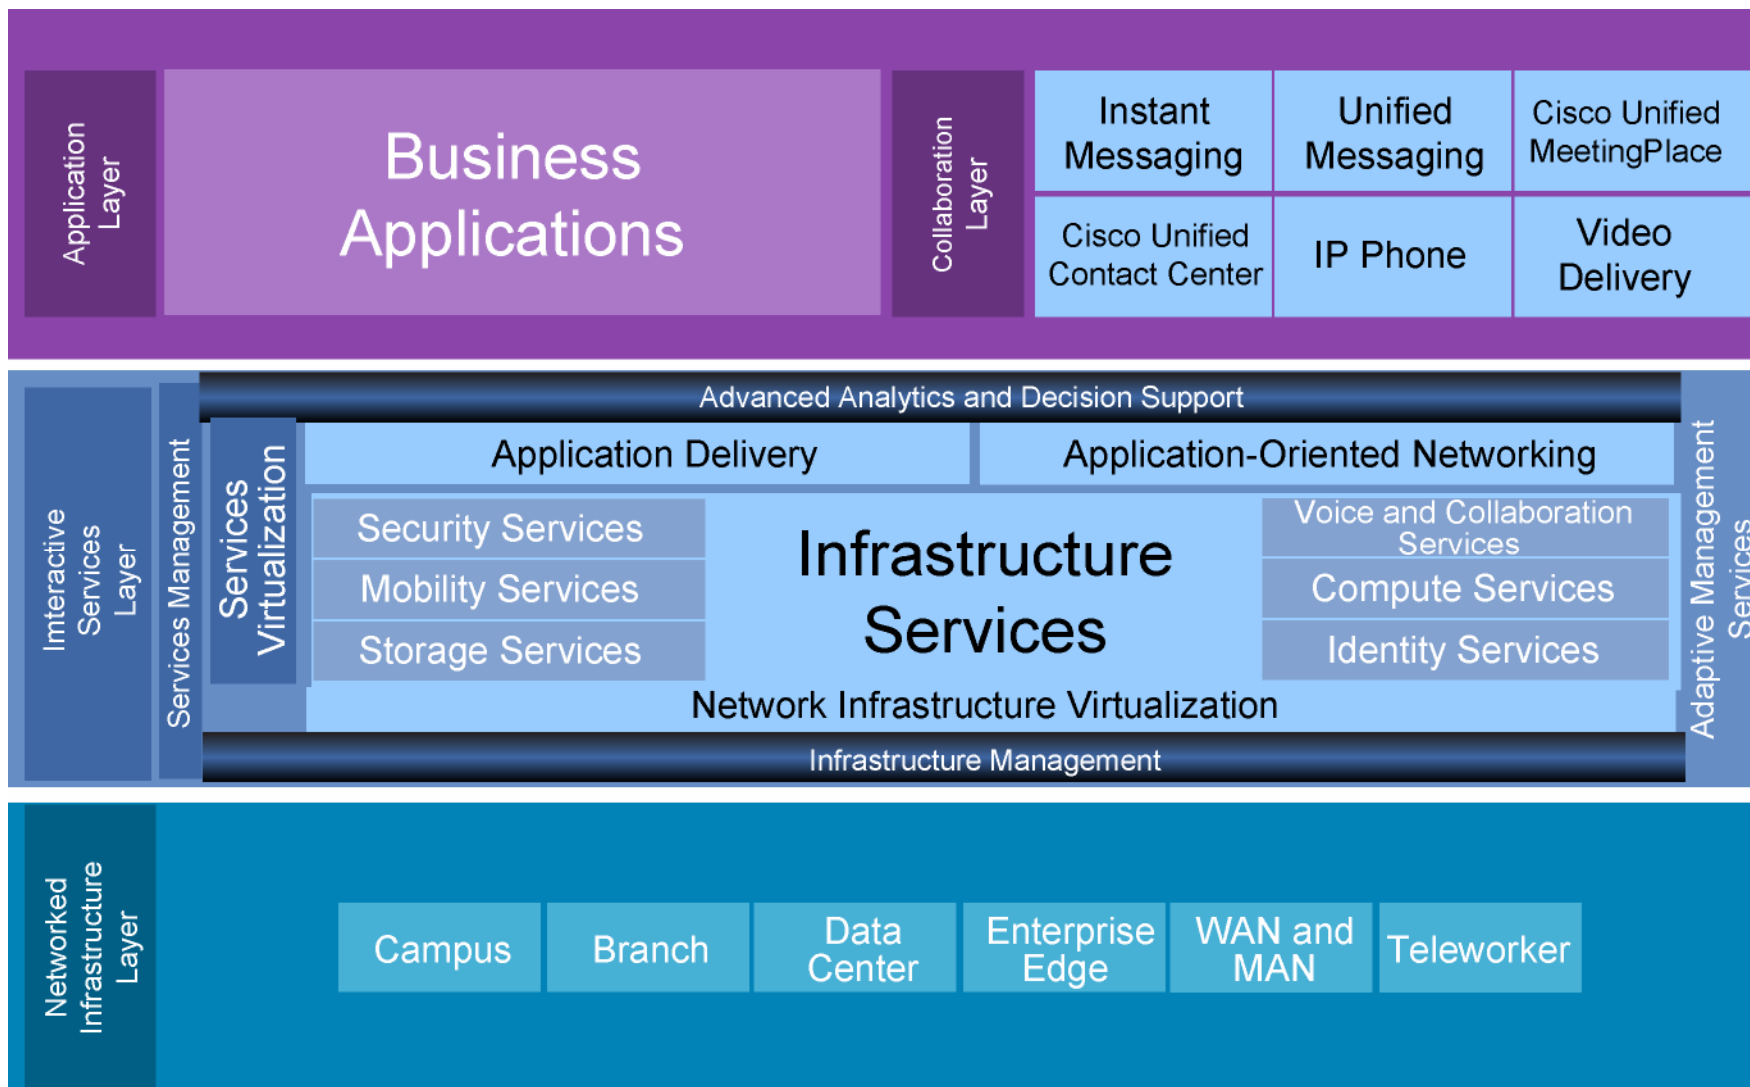 Application
Layer
Business
Applications
Collaboration
Layer
Instant
Messaging
Unified
Messaging
Cisco Unified
MeetingPlace
Cisco Unified
Contact Center
IP Phone
Video
Delivery
Imteractive
Services
Layer
Services Management
Advanced Analytics and Decision Support
Services
Virtualization
Application Delivery
Application-Oriented Networking
Security Services
Mobility Services
Storage Services
Infrastructure
Services
Voice and Collaboration
Services
Compute Services
Identity Services
Network Infrastructure Virtualization
Infrastructure Management
Adaptive Management
Services
Networked
Infrastructure
Layer
Campus
Branch
Data
Center
Enterprise
Edge
WAN and
MAN
Teleworker